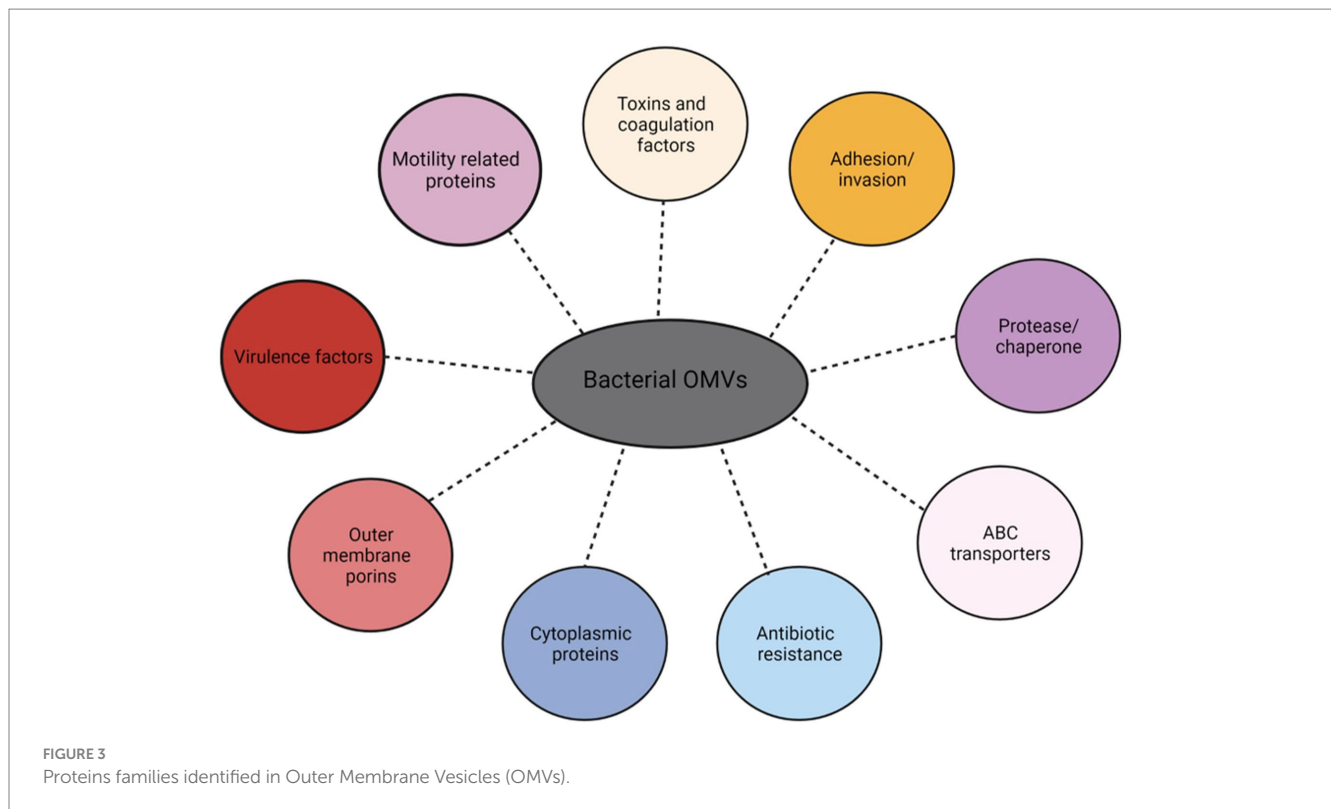 Toxins and
coagulation
factors
Motility related
proteins
Adhesion/
invasion
Virulence factors
Protease/
chaperone
Bacterial OMVs
Outer
membrane
porins
ABC
transporters
Cytoplasmic
proteins
Antibiotic
resistance
FIGURE 3
Proteins families identified in Outer Membrane Vesicles (OMVs).